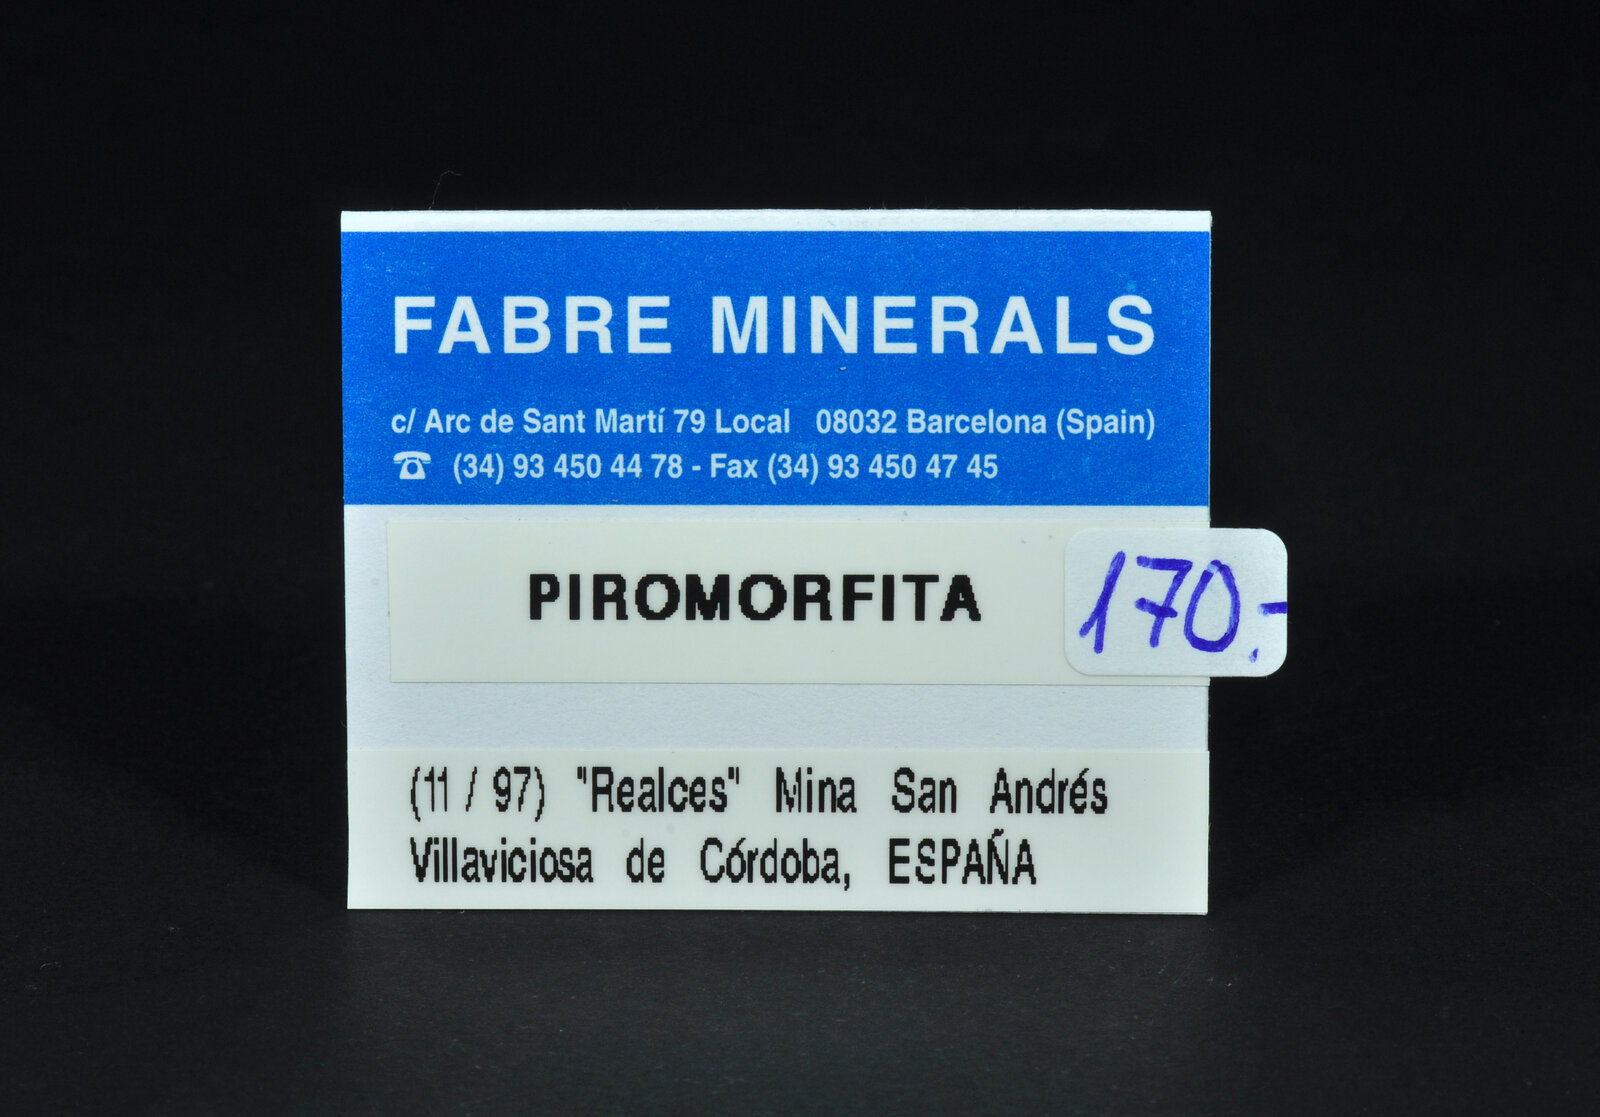 FABRE MINERALS
c/ Arc de Sant Martí 79 Local 08032 Barcelona (Spain)
☎ (34) 93 450 44 78 - Fax (34) 93 450 47 45
PIROMORFITA
170.-
(11 / 97) "Realces" Mina San Andrés
Villaviciosa de Córdoba, ESPAÑA